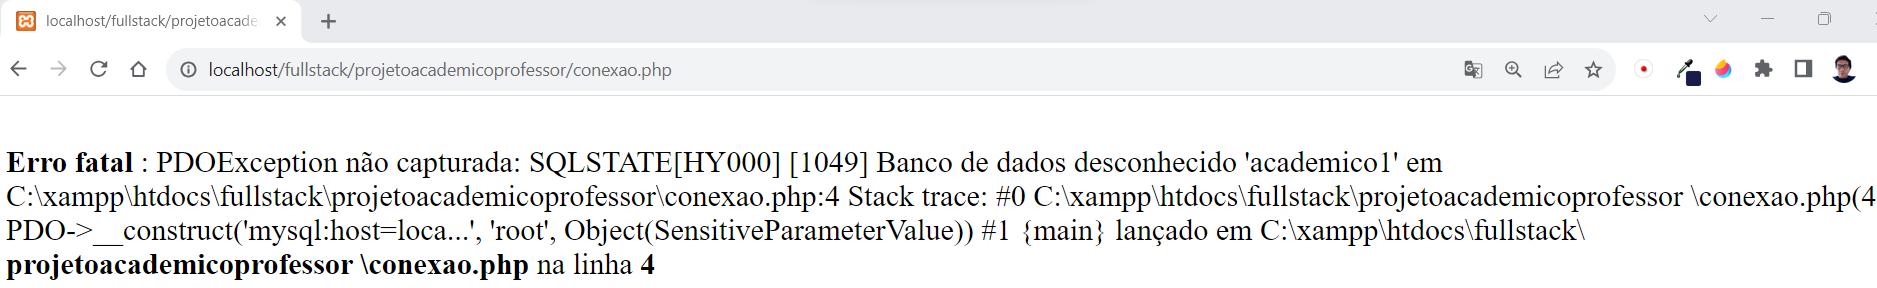 localhost/fullstack/projetoacade
localhost/fullstack/projetoacademicoprofessor/conexao.php
Erro fatal : PDOException não capturada: SQLSTATE[HY000] [1049] Banco de dados desconhecido 'academico1' em
C:\xampp\htdocs\fullstack\projetoacademicoprofessor\conexao.php:4 Stack trace: #0 C:\xampp\htdocs\fullstack\projetoacademicoprofessor \conexao.php(4
PDO->__construct('mysql:host=loca...', 'root', Object(SensitiveParameterValue)) #1 {main} lançado em C:\xampp\htdocs\fullstack\
projetoacademicoprofessor \conexao.php na linha 4